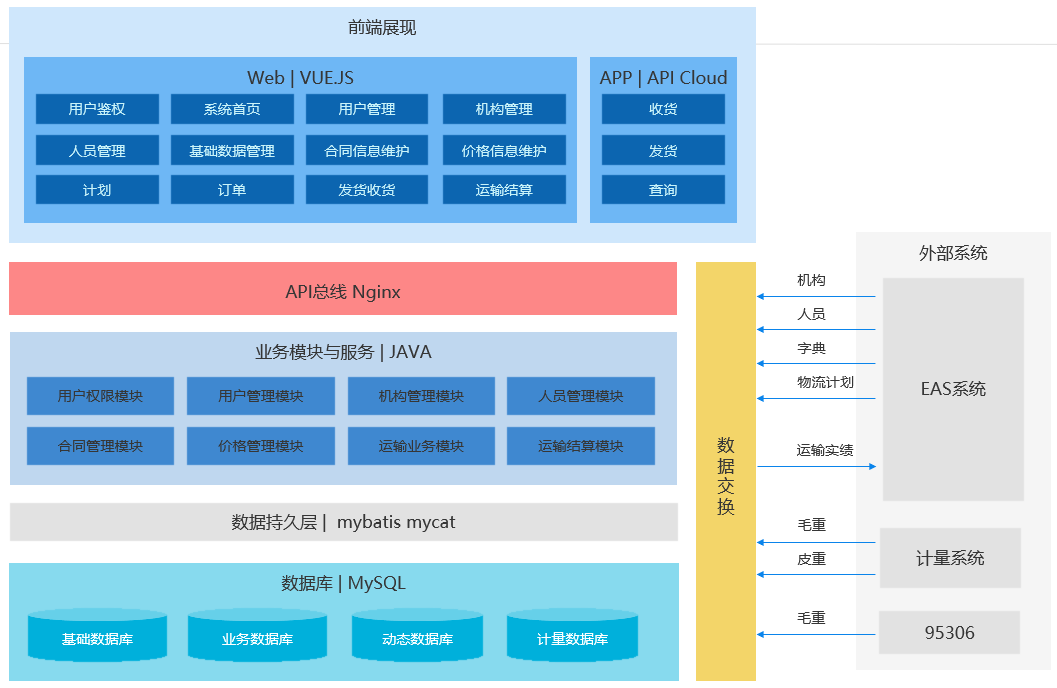 前端展现
Web | VUE.JS
用户鉴权 系统首页 用户管理 机构管理
人员管理 基础数据管理 合同信息维护 价格信息维护
计划 订单 发货收货 运输结算
APP | API Cloud
收货
发货
查询
API总线 Nginx
业务模块与服务 | JAVA
用户权限模块 用户管理模块 机构管理模块 人员管理模块
合同管理模块 价格管理模块 运输业务模块 运输结算模块
数据持久层 | mybatis mycat
数据库 | MySQL
基础数据库 业务数据库 动态数据库 计量数据库
数
据
交
换
机构
人员
字典
物流计划
运输实绩
毛重
皮重
毛重
外部系统
EAS系统
计量系统
95306